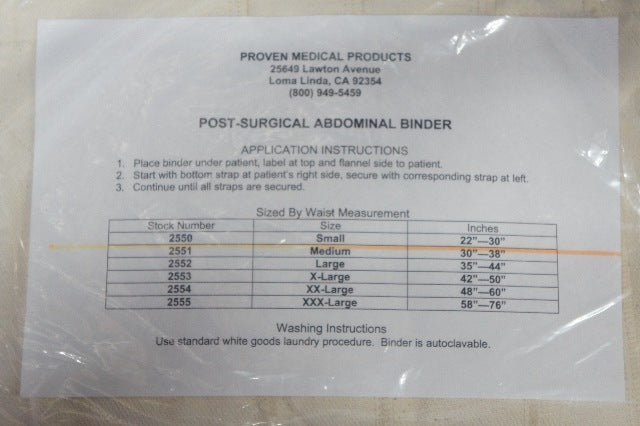 PROVEN MEDICAL PRODUCTS
25649 Lawton Avenue
Loma Linda, CA 92354
(800) 949-5459
POST-SURGICAL ABDOMINAL BINDER
APPLICATION INSTRUCTIONS
1. Place binder under patient, label at top and flannel side to patient.
2. Start with bottom strap at patient's right side, secure with corresponding strap at left.
3. Continue until all straps are secured.
Sized By Waist Measurement
Stock Number Size Inches
2550 Small 22"—30"
2551 Medium 30"—38"
2552 Large 35"—44"
2553 X-Large 42"—50"
2554 XX-Large 48"—60"
2555 XXX-Large 58"—76"
Washing Instructions
Use standard white goods laundry procedure. Binder is autoclavable.